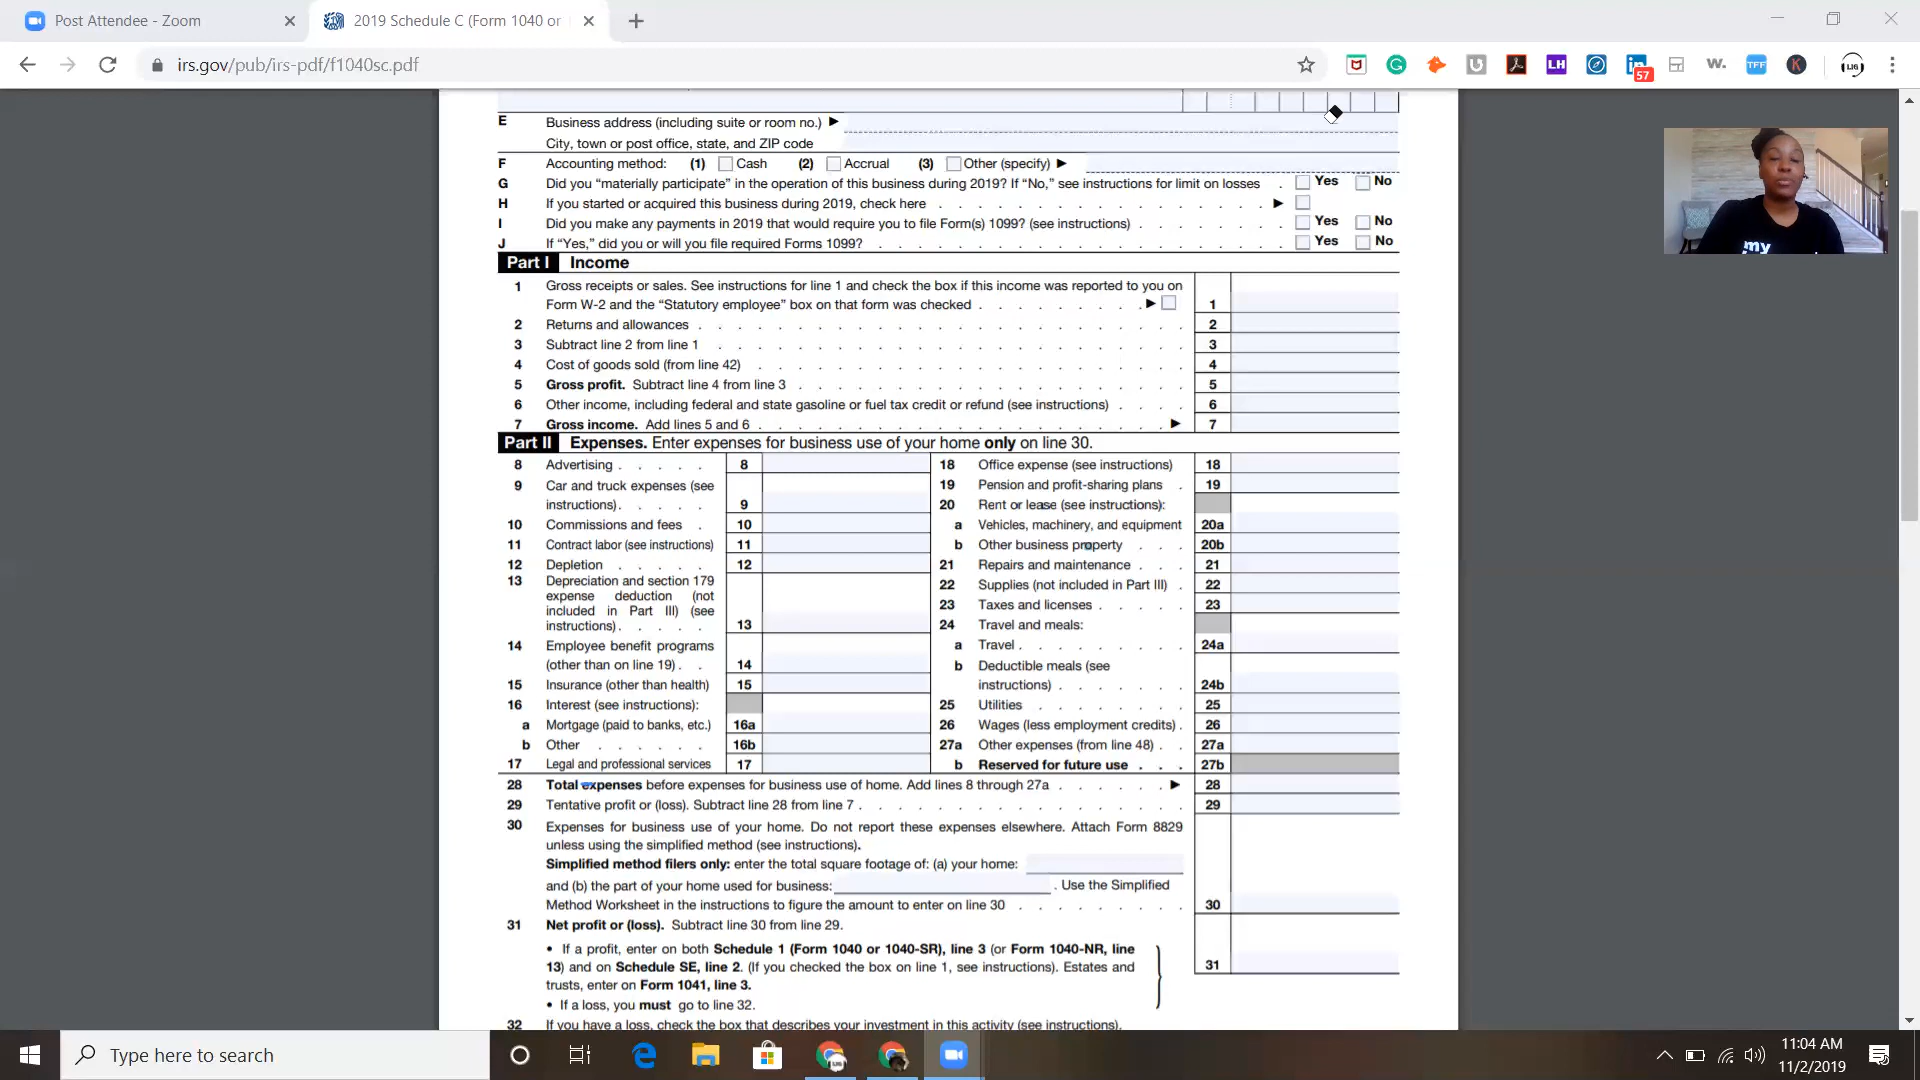 Post Attendee - Zoom
2019 Schedule C (Form 1040 or
irs.gov/pub/irs-pdf/f1040sc.pdf
LH
57
w.
TFF
K
LIG
E Business address (including suite or room no.) ▶
City, town or post office, state, and ZIP code
F Accounting method: (1) Cash (2) Accrual (3) Other (specify) ▶
G Did you “materially participate” in the operation of this business during 2019? If “No,” see instructions for limit on losses . Yes No
H If you started or acquired this business during 2019, check here . . . . . . . . . . . . . . . . . ▶
I Did you make any payments in 2019 that would require you to file Form(s) 1099? (see instructions) . . . . . . . . Yes No
J If “Yes,” did you or will you file required Forms 1099? . . . . . . . . . . . . . . . . . . . . . Yes No
my
Part I Income
1 Gross receipts or sales. See instructions for line 1 and check the box if this income was reported to you on
Form W-2 and the “Statutory employee” box on that form was checked . . . . . . . . . ▶ 1
2 Returns and allowances . . . . . . . . . . . . . . . . . . . . . . . . . 2
3 Subtract line 2 from line 1 . . . . . . . . . . . . . . . . . . . . . . . . 3
4 Cost of goods sold (from line 42) . . . . . . . . . . . . . . . . . . . . . . 4
5 Gross profit. Subtract line 4 from line 3 . . . . . . . . . . . . . . . . . . . . 5
6 Other income, including federal and state gasoline or fuel tax credit or refund (see instructions) . . . . 6
7 Gross income. Add lines 5 and 6 . . . . . . . . . . . . . . . . . . . . . ▶ 7
Part II Expenses. Enter expenses for business use of your home only on line 30.
8 Advertising . . . . . 8
9 Car and truck expenses (see
instructions) . . . . . 9
10 Commissions and fees . 10
11 Contract labor (see instructions) 11
12 Depletion . . . . . 12
13 Depreciation and section 179
expense deduction (not
included in Part III) (see
instructions) . . . . . 13
14 Employee benefit programs
(other than on line 19) . . 14
15 Insurance (other than health) 15
16 Interest (see instructions):
a Mortgage (paid to banks, etc.) 16a
b Other . . . . . . 16b
17 Legal and professional services 17
18 Office expense (see instructions) 18
19 Pension and profit-sharing plans . 19
20 Rent or lease (see instructions):
a Vehicles, machinery, and equipment 20a
b Other business property . . . 20b
21 Repairs and maintenance . . . 21
22 Supplies (not included in Part III) . 22
23 Taxes and licenses . . . . . 23
24 Travel and meals:
a Travel . . . . . . . . . 24a
b Deductible meals (see
instructions) . . . . . . . 24b
25 Utilities . . . . . . . . 25
26 Wages (less employment credits) . 26
27a Other expenses (from line 48) . . 27a
b Reserved for future use . . . 27b
28 Total expenses before expenses for business use of home. Add lines 8 through 27a . . . . . . ▶ 28
29 Tentative profit or (loss). Subtract line 28 from line 7 . . . . . . . . . . . . . . . . . 29
30 Expenses for business use of your home. Do not report these expenses elsewhere. Attach Form 8829
unless using the simplified method (see instructions).
Simplified method filers only: enter the total square footage of: (a) your home:
and (b) the part of your home used for business: . Use the Simplified
Method Worksheet in the instructions to figure the amount to enter on line 30 . . . . . . . . . 30
31 Net profit or (loss). Subtract line 30 from line 29.
• If a profit, enter on both Schedule 1 (Form 1040 or 1040-SR), line 3 (or Form 1040-NR, line
13) and on Schedule SE, line 2. (If you checked the box on line 1, see instructions). Estates and
trusts, enter on Form 1041, line 3.
• If a loss, you must go to line 32.
31
32 If you have a loss, check the box that describes your investment in this activity (see instructions).
Type here to search
11:04 AM
11/2/2019